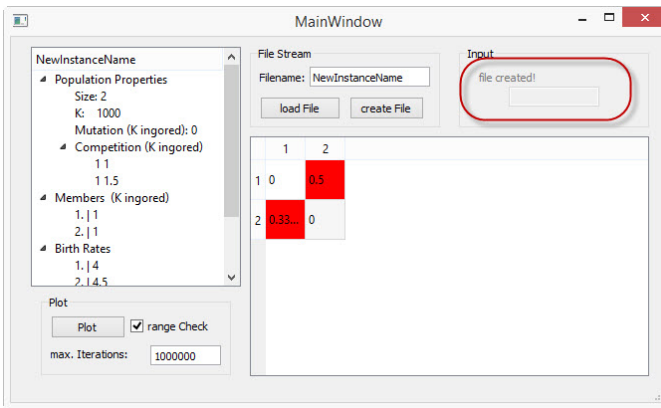 MainWindow
NewInstanceName
Population Properties
Size: 2
K: 1000
Mutation (K ingored): 0
Competition (K ingored)
1 1
1 1.5
Members (K ingored)
1. | 1
2. | 1
Birth Rates
1. | 4
2. | 4.5
File Stream
Filename: NewInstanceName
load File create File
Input
file created!
1 2
1 0 0.5
2 0.33... 0
Plot
Plot range Check
max. Iterations: 1000000